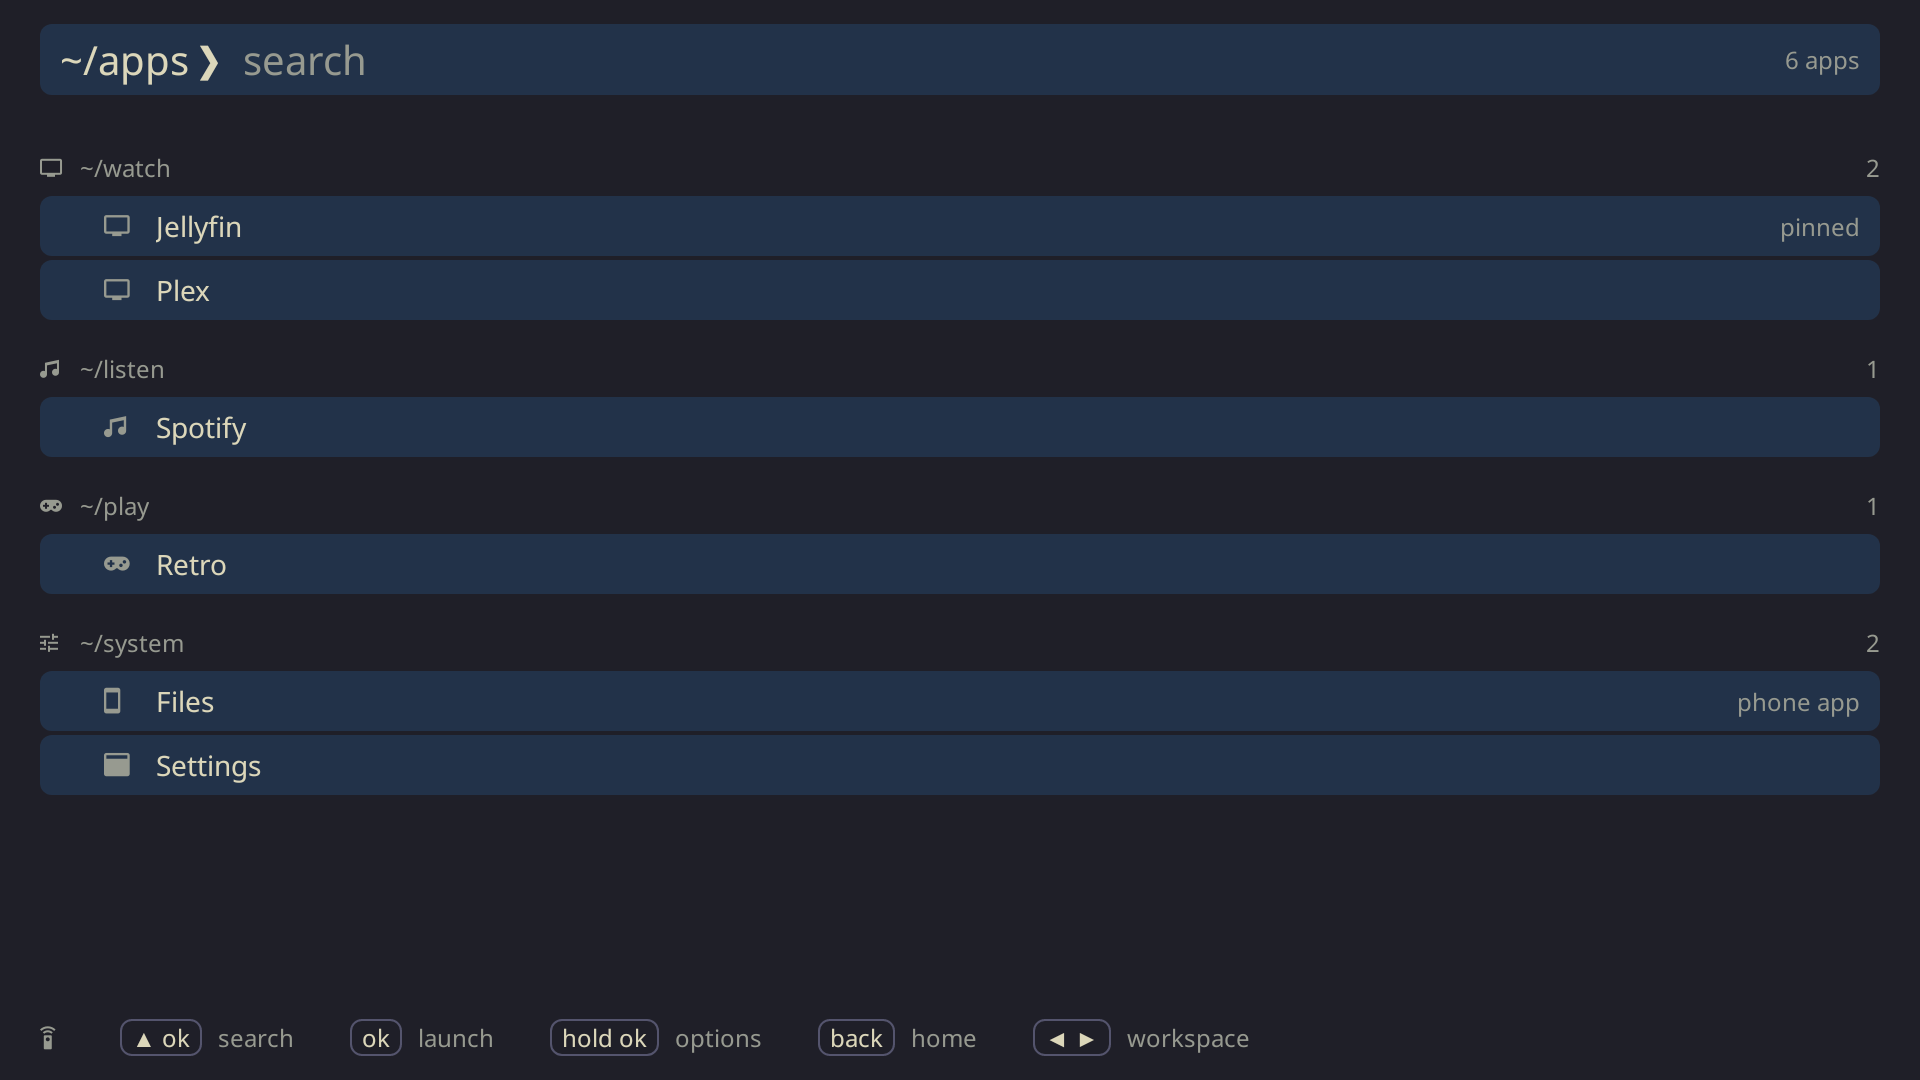 ~/apps ❯ search 6 apps
~/watch 2
Jellyfin pinned
Plex
~/listen 1
Spotify
~/play 1
Retro
~/system 2
Files phone app
Settings
▲ ok search ok launch hold ok options back home ◀ ▶ workspace